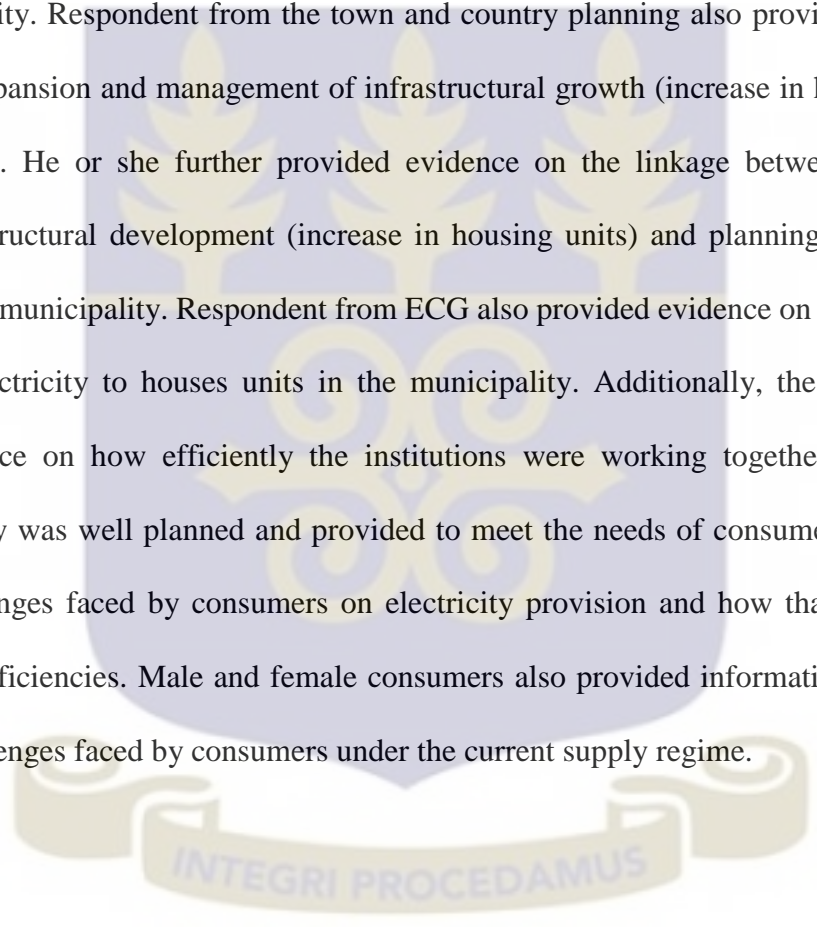 ity. Respondent from the town and country planning also provi
pansion and management of infrastructural growth (increase in l
. He or she further provided evidence on the linkage betwe
tructural development (increase in housing units) and planning
municipality. Respondent from ECG also provided evidence on
ctricity to houses units in the municipality. Additionally, the
ce on how efficiently the institutions were working togethe
y was well planned and provided to meet the needs of consume
nges faced by consumers on electricity provision and how tha
ficiencies. Male and female consumers also provided informati
enges faced by consumers under the current supply regime.
INTEGRI PROCEDAMUS